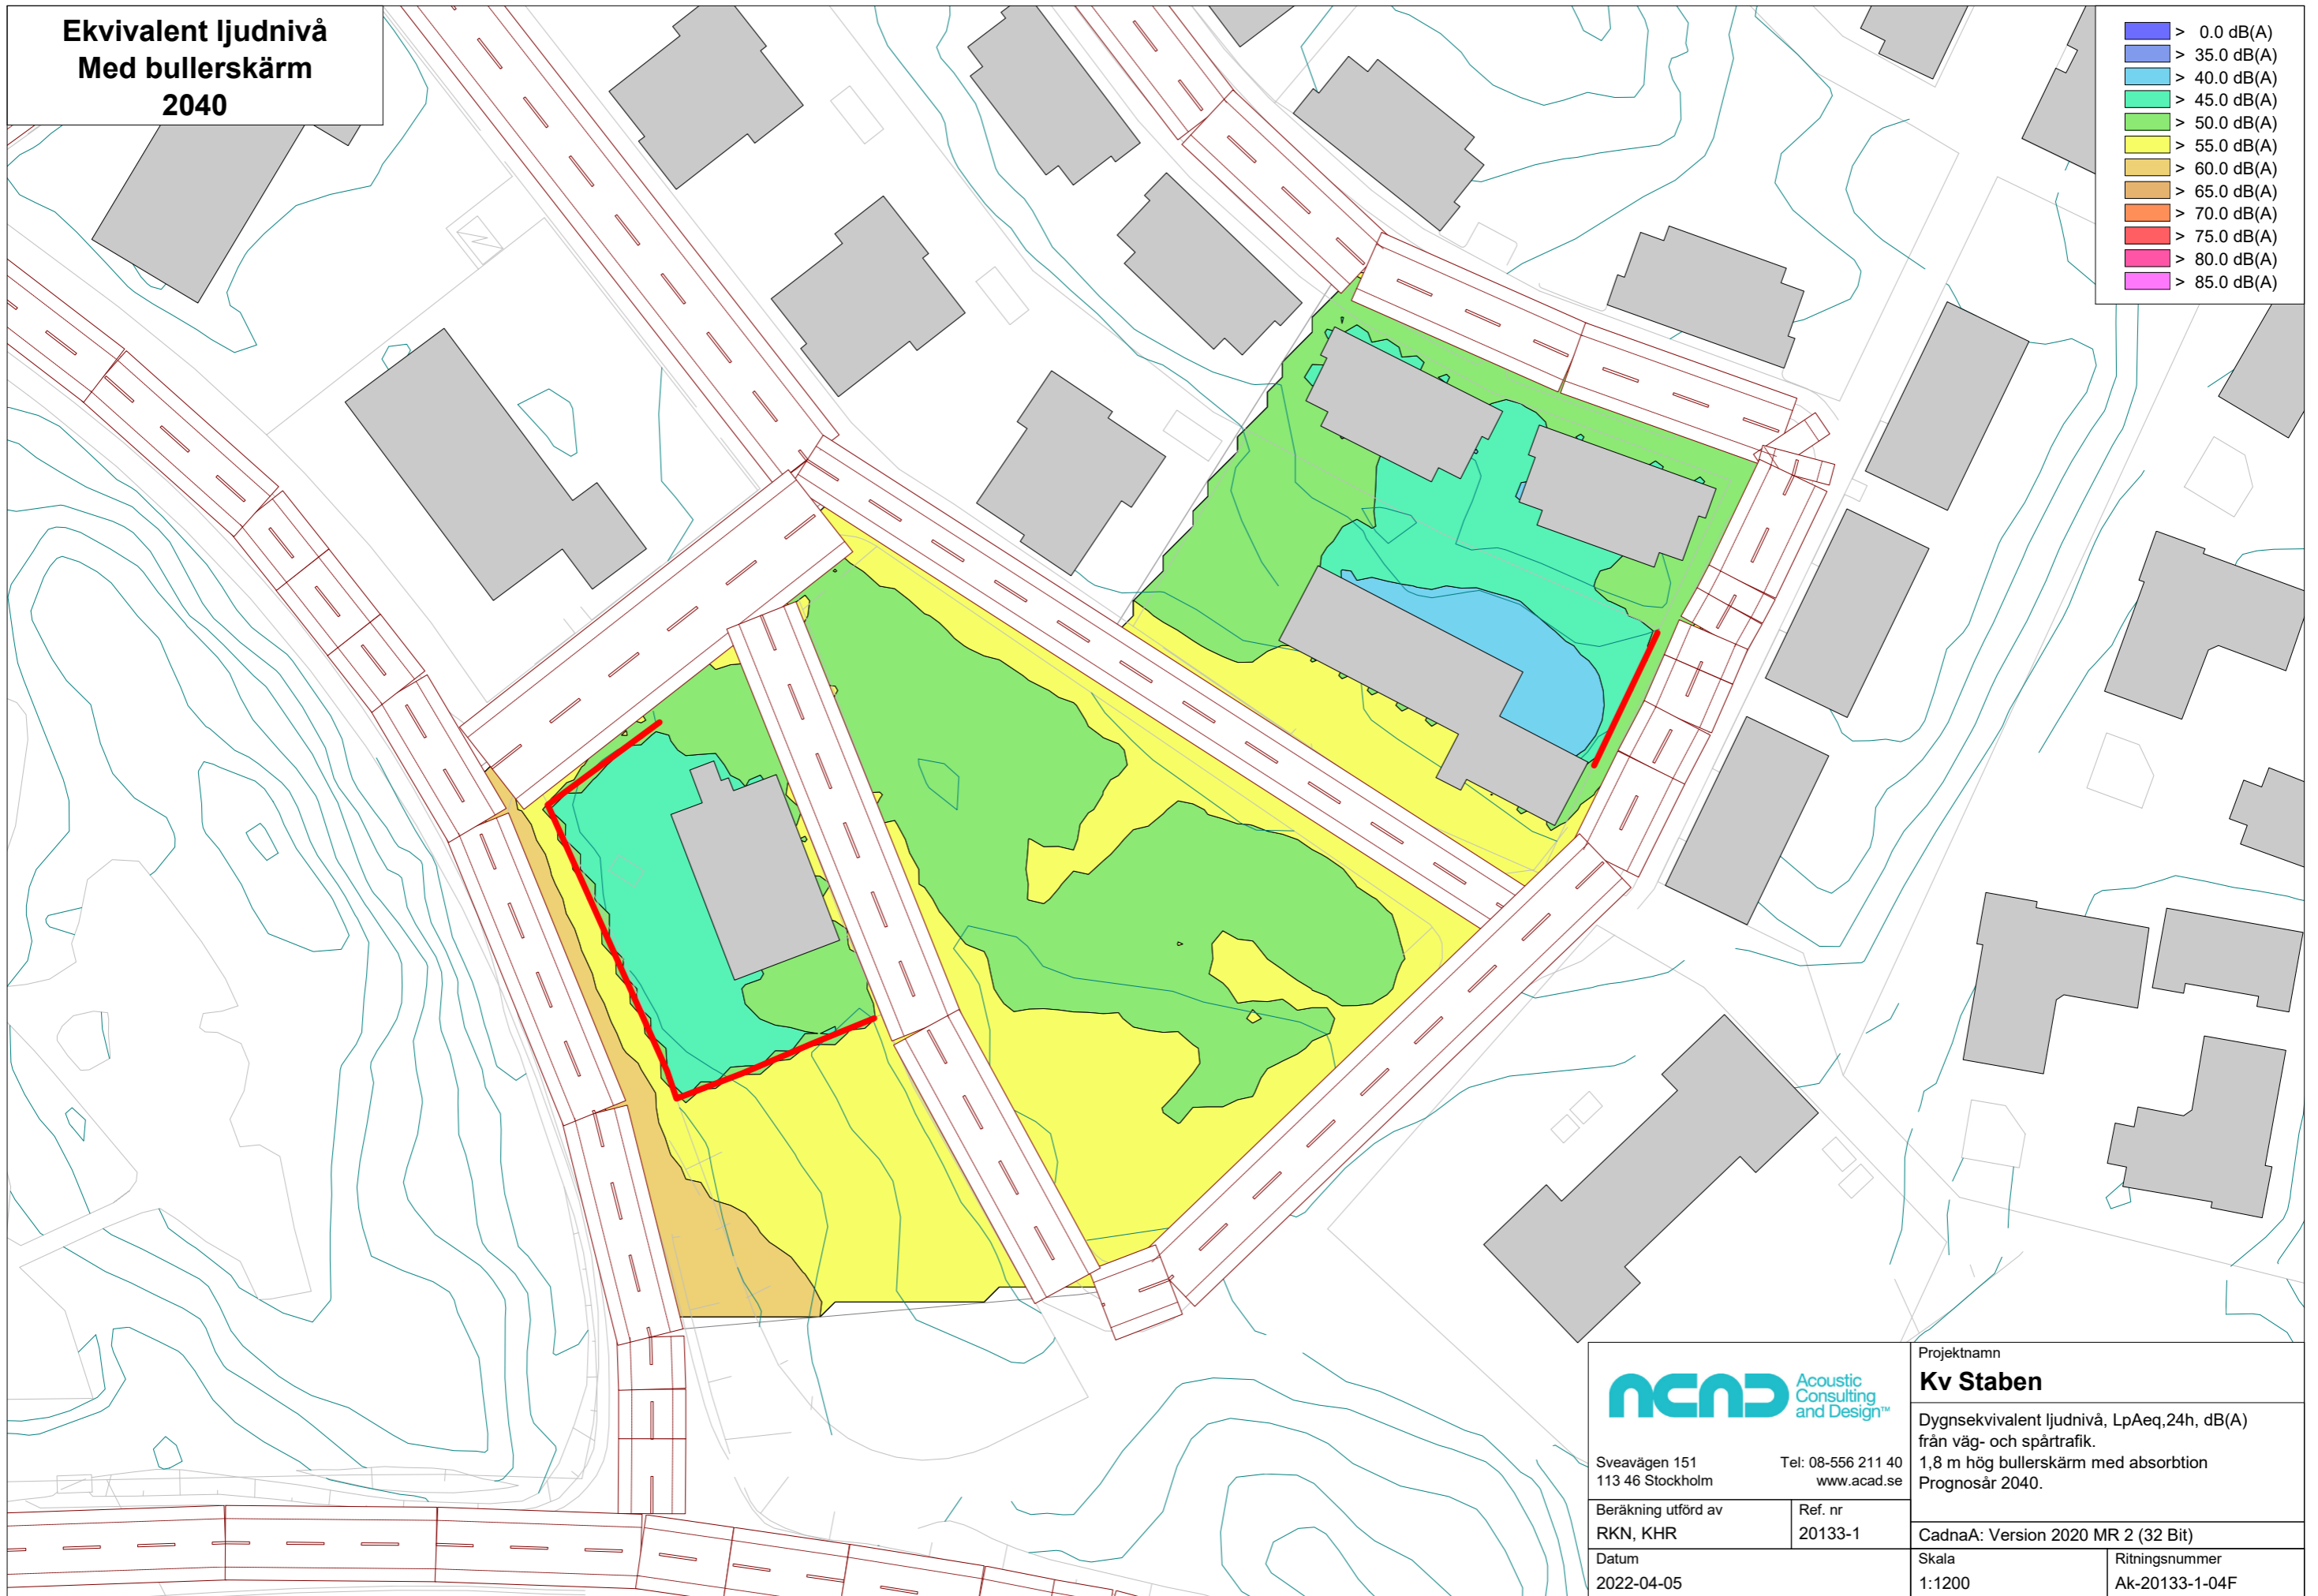 Ekvivalent ljudnivå
Med bullerskärm
2040
> 0.0 dB(A)
> 35.0 dB(A)
> 40.0 dB(A)
> 45.0 dB(A)
> 50.0 dB(A)
> 55.0 dB(A)
> 60.0 dB(A)
> 65.0 dB(A)
> 70.0 dB(A)
> 75.0 dB(A)
> 80.0 dB(A)
> 85.0 dB(A)
ACAD
Acoustic
Consulting
and Design™
Sveavägen 151 Tel: 08-556 211 40
113 46 Stockholm www.acad.se
Projektnamn
Kv Staben
Dygnsekvivalent ljudnivå, LpAeq,24h, dB(A)
från väg- och spårtrafik.
1,8 m hög bullerskärm med absorbtion
Prognosår 2040.
Beräkning utförd av
RKN, KHR
Ref. nr
20133-1
CadnaA: Version 2020 MR 2 (32 Bit)
Datum
2022-04-05
Skala
1:1200
Ritningsnummer
Ak-20133-1-04F